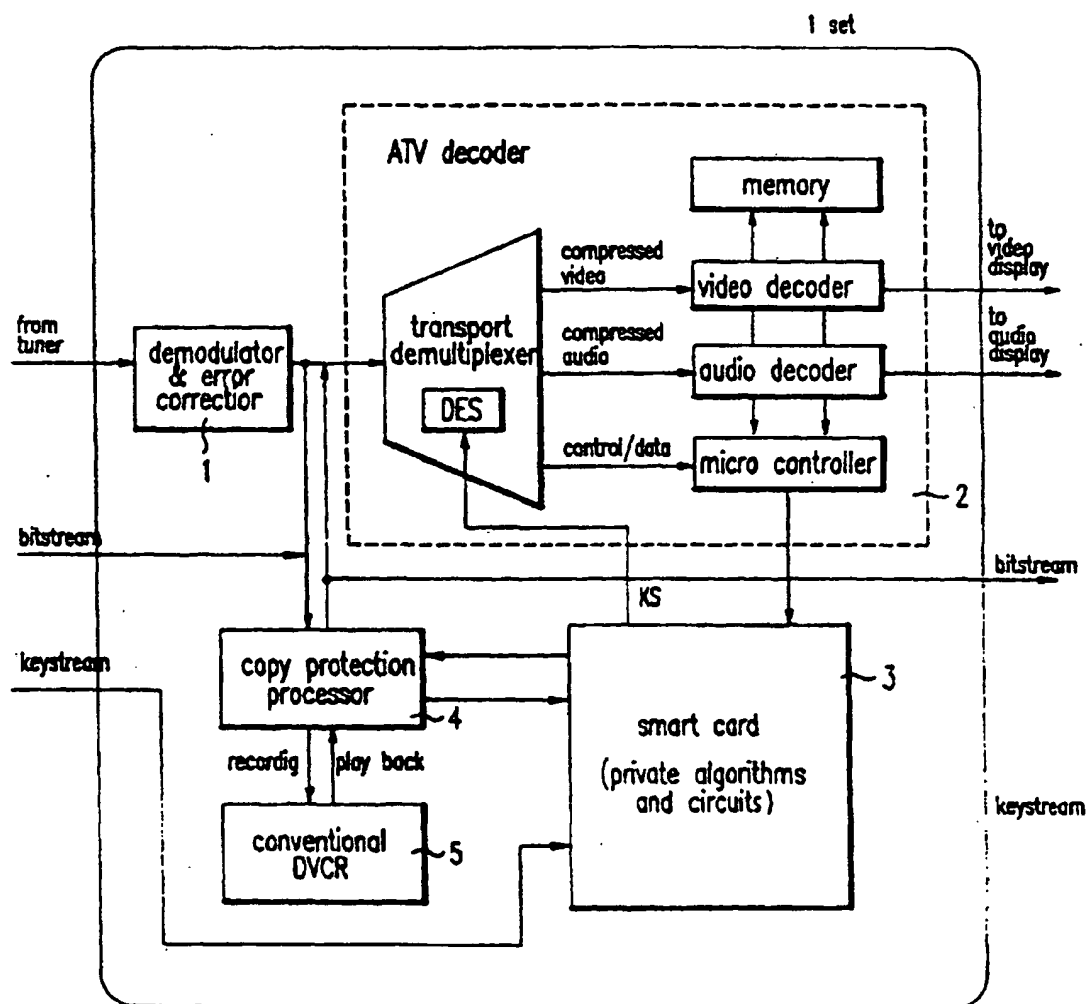 1 set
ATV decoder
memory
compressed
video
video decoder
to
video
display
from
tuner
demodulator
& error
correctior
1
transport
demultiplexer
DES
compressed
audio
audio decoder
to
audio
display
control/data
micro controller
2
bitstream
bitstream
KS
keystream
copy protection
processor
4
3
smart card
(private algorithms
and circuits)
recordig
play back
keystream
conventional
DVCR
5